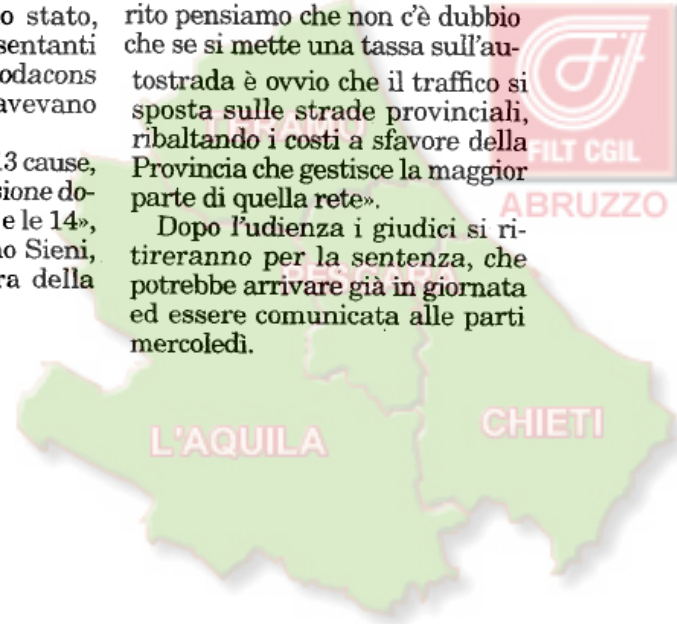 o stato,
sentanti
odacons
avevano
13 cause,
sione do-
e le 14»,
no Sieni,
ra della
rito pensiamo che non c'è dubbio
che se si mette una tassa sull'au-
tostrada è ovvio che il traffico si
sposta sulle strade provinciali,
ribaltando i costi a sfavore della
Provincia che gestisce la maggior
parte di quella rete».
Dopo l'udienza i giudici si ri-
tireranno per la sentenza, che
potrebbe arrivare già in giornata
ed essere comunicata alle parti
mercoledì.
FILT CGIL
ABRUZZO
TERAMO
PESCARA
L'AQUILA
CHIETI